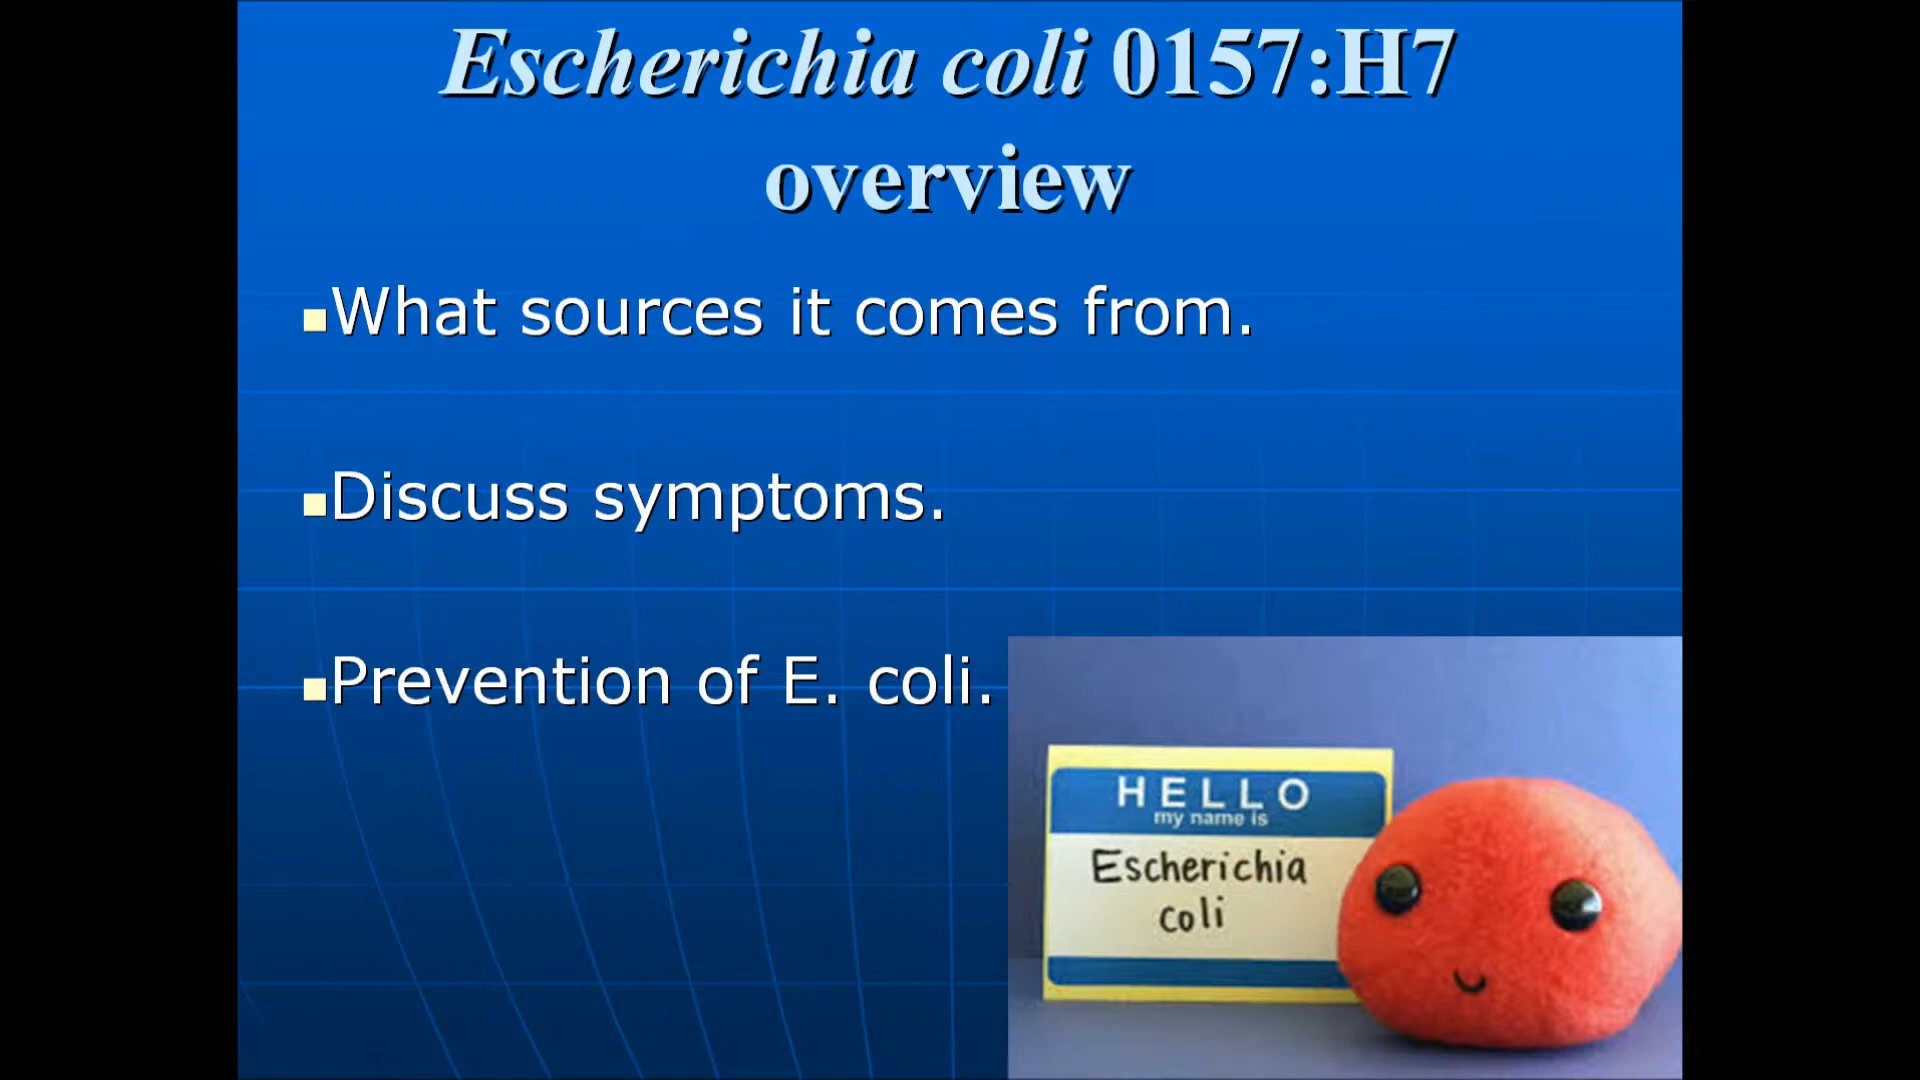 Escherichia coli 0157:H7
overview
What sources it comes from.
Discuss symptoms.
Prevention of E. coli.
HELLO
my name is
Escherichia
coli